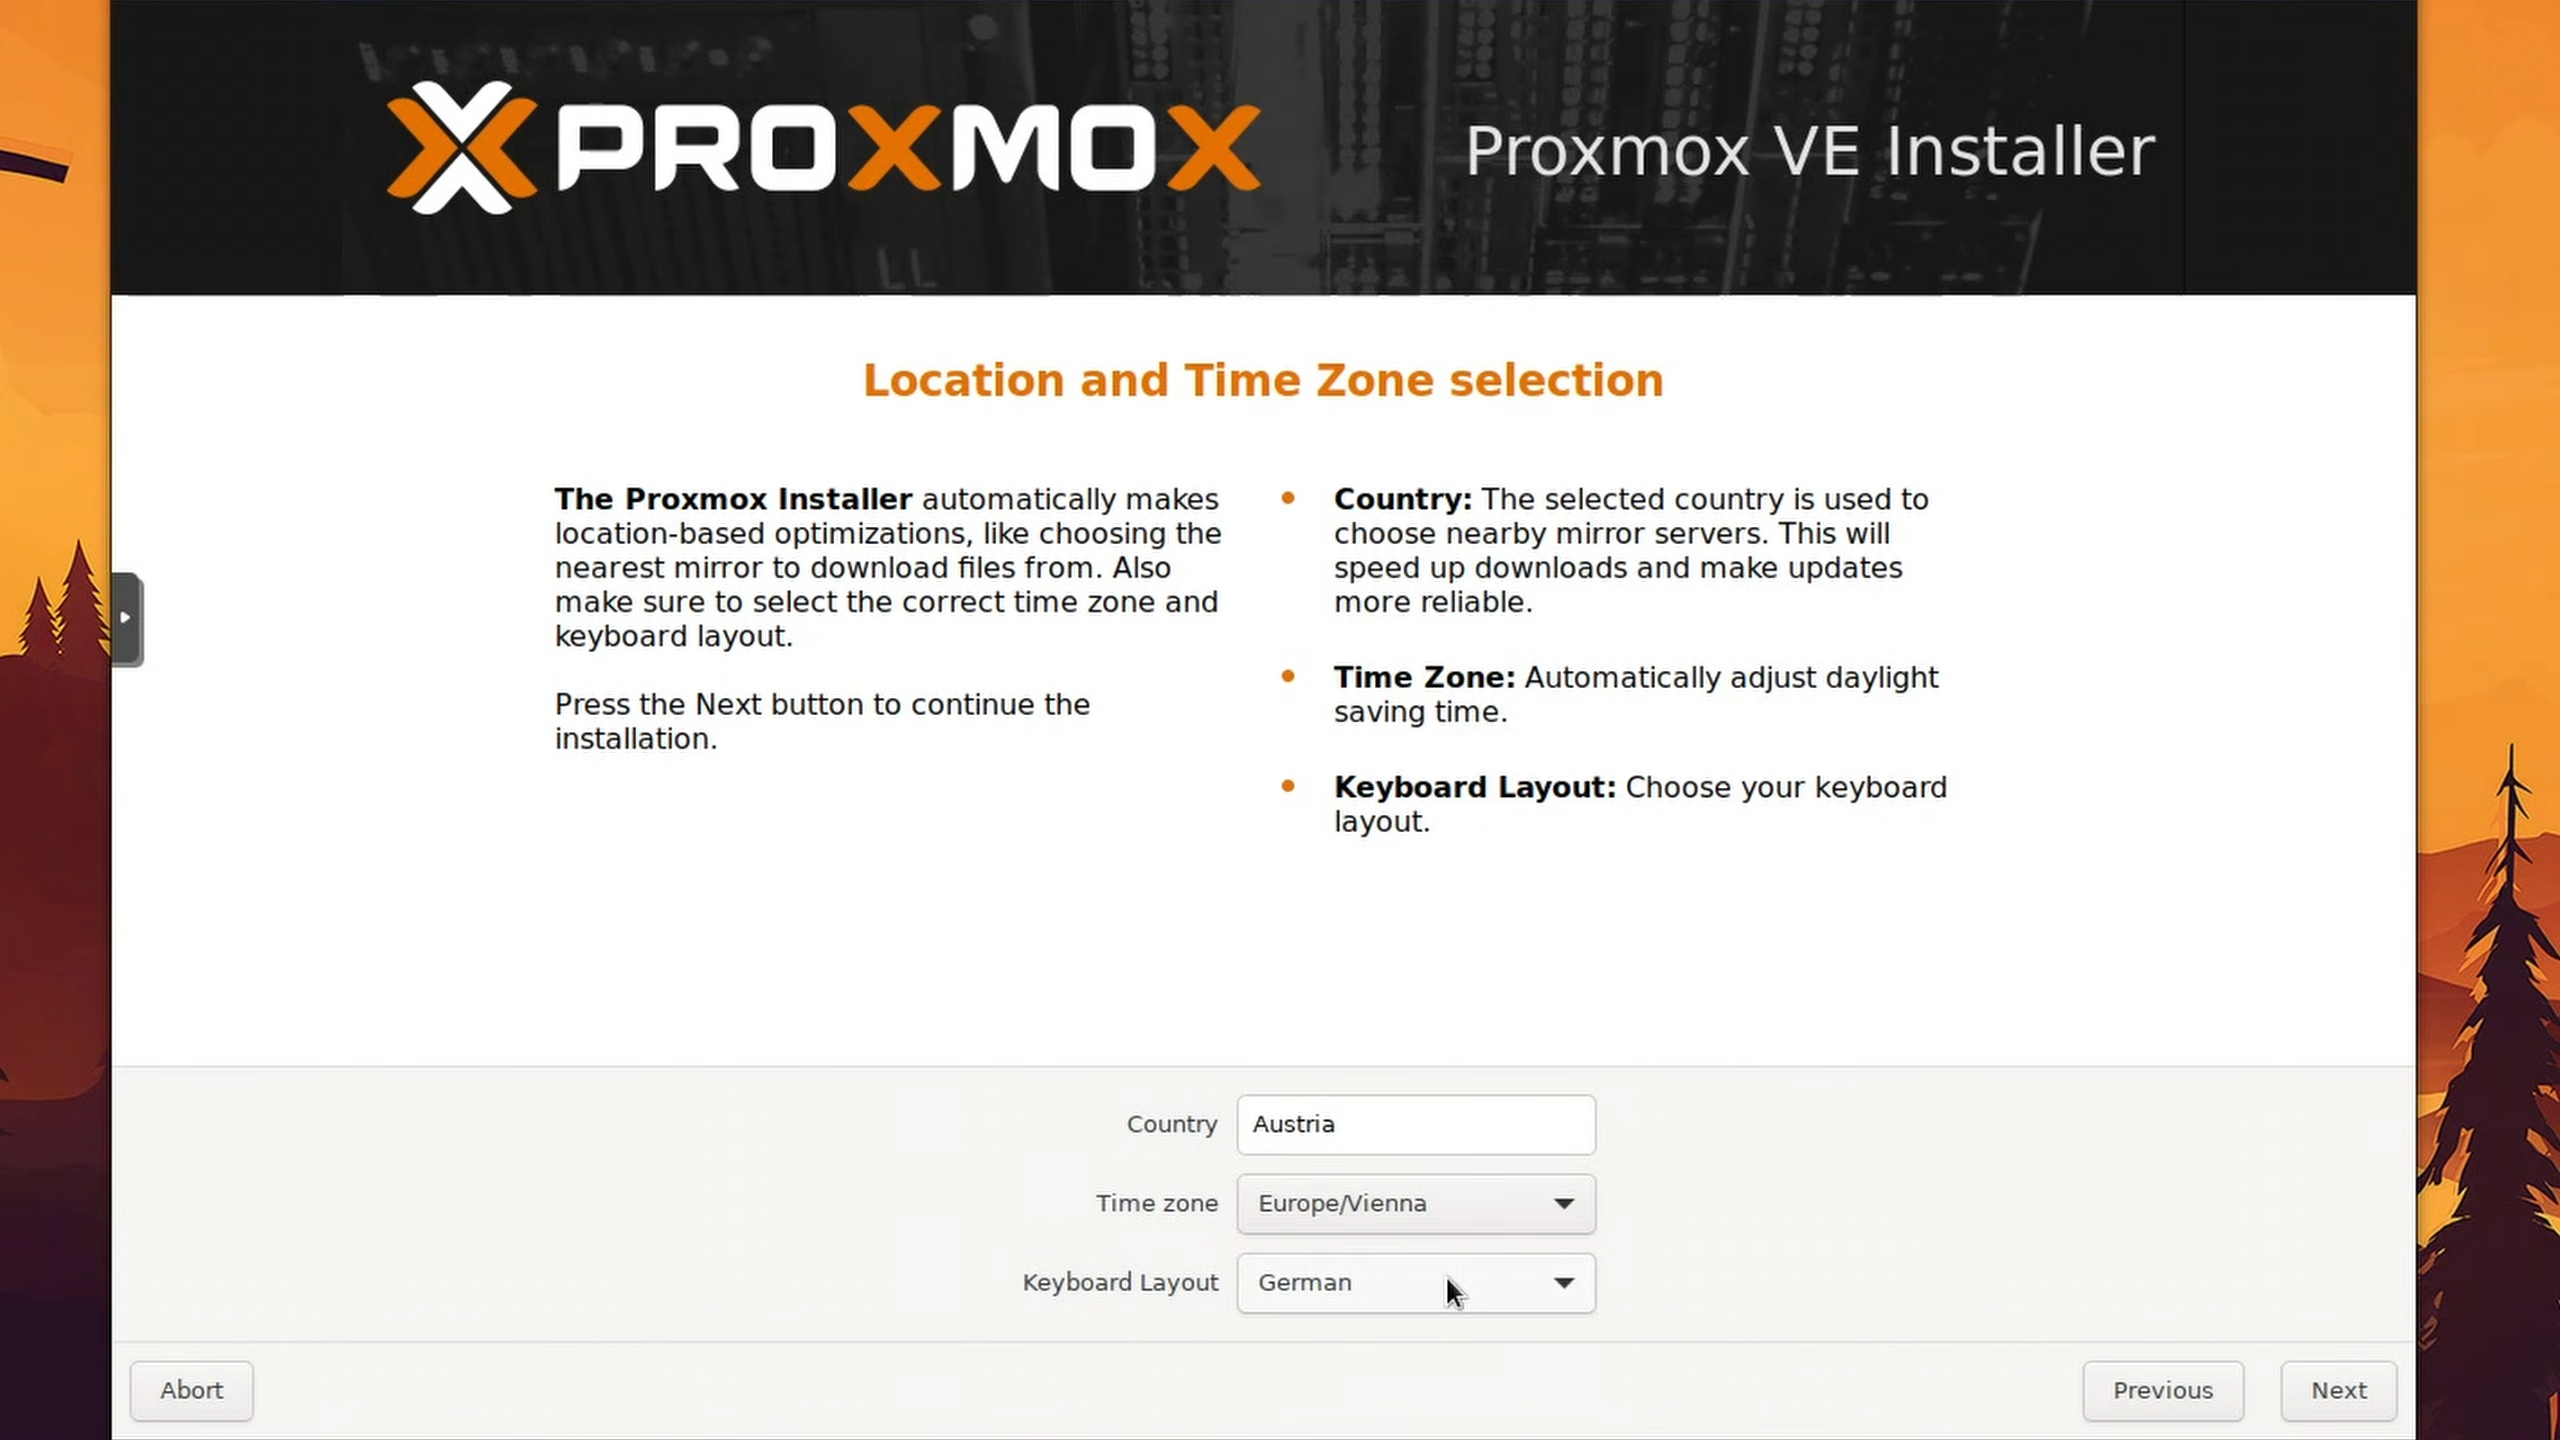 PROXMOX
Proxmox VE Installer
LL
Location and Time Zone selection
The Proxmox Installer automatically makes
location-based optimizations, like choosing the
nearest mirror to download files from. Also
make sure to select the correct time zone and
keyboard layout.
Press the Next button to continue the
installation.
Country: The selected country is used to
choose nearby mirror servers. This will
speed up downloads and make updates
more reliable.
Time Zone: Automatically adjust daylight
saving time.
Keyboard Layout: Choose your keyboard
layout.
Country Austria
Time zone Europe/Vienna
Keyboard Layout German
Abort Previous Next